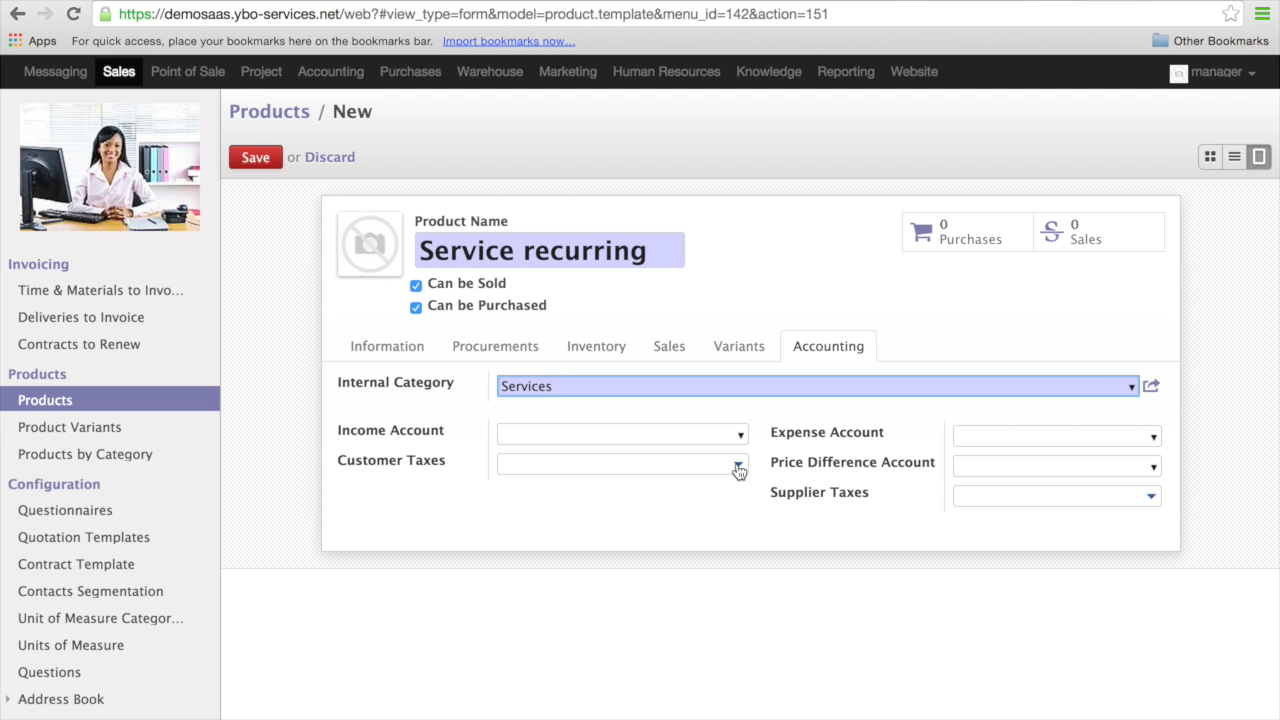 https://demosaas.ybo-services.net/web?#view_type=form&model=product.template&menu_id=142&action=151
Apps For quick access, place your bookmarks here on the bookmarks bar. Import bookmarks now... Other Bookmarks
Messaging Sales Point of Sale Project Accounting Purchases Warehouse Marketing Human Resources Knowledge Reporting Website manager
Products / New
Save or Discard
Product Name
Service recurring
Can be Sold
Can be Purchased
0
Purchases
0
Sales
Information Procurements Inventory Sales Variants Accounting
Internal Category Services
Income Account
Customer Taxes
Expense Account
Price Difference Account
Supplier Taxes
Invoicing
Time & Materials to Invo...
Deliveries to Invoice
Contracts to Renew
Products
Products
Product Variants
Products by Category
Configuration
Questionnaires
Quotation Templates
Contract Template
Contacts Segmentation
Unit of Measure Categor...
Units of Measure
Questions
Address Book